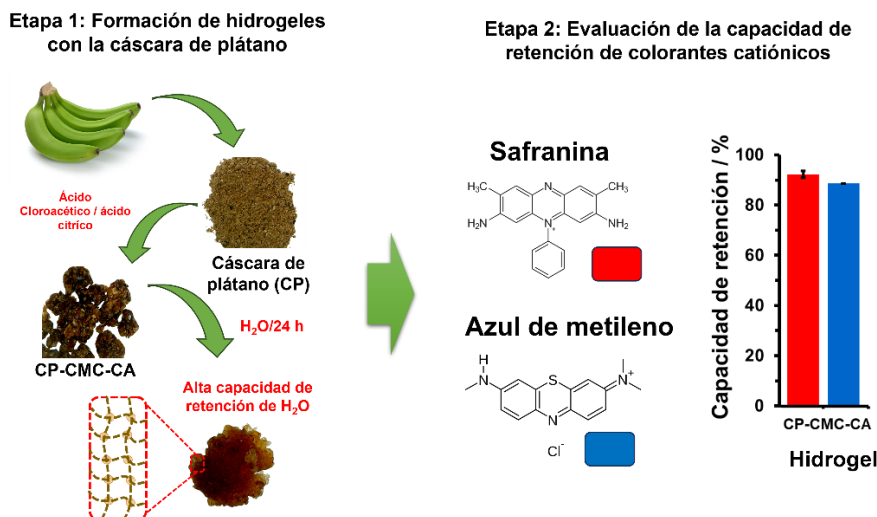 Etapa 1: Formación de hidrogeles
con la cáscara de plátano
Ácido
Cloroacético / ácido
cítrico
Cáscara de
plátano (CP)
CP-CMC-CA
H₂O/24 h
Alta capacidad de
retención de H₂O
Etapa 2: Evaluación de la capacidad de
retención de colorantes catiónicos
Safranina
H₃C
N
CH₃
H₂N
N⁺
NH₂
Azul de metileno
H
N
S
N⁺
N
Cl⁻
Capacidad de retención / %
100
80
60
40
20
0
CP-CMC-CA
Hidrogel